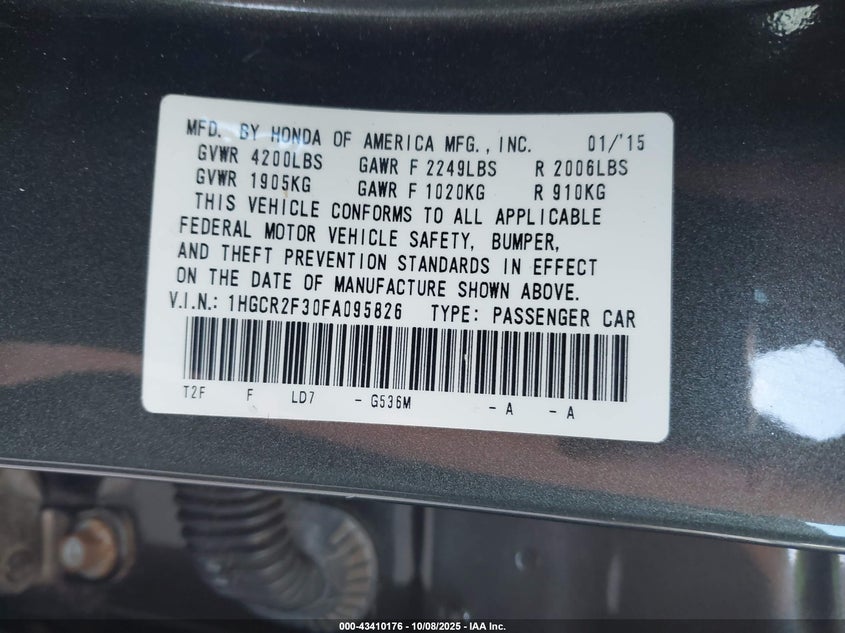 MFD. BY HONDA OF AMERICA MFG., INC. 01/'15
GVWR 4200LBS GAWR F 2249LBS R 2006LBS
GVWR 1905KG GAWR F 1020KG R 910KG
THIS VEHICLE CONFORMS TO ALL APPLICABLE
FEDERAL MOTOR VEHICLE SAFETY, BUMPER,
AND THEFT PREVENTION STANDARDS IN EFFECT
ON THE DATE OF MANUFACTURE SHOWN ABOVE.
V.I.N.: 1HGCR2F30FA095826 TYPE: PASSENGER CAR
T2F F LD7 - G536M - A - A
000-43410176 - 10/08/2025 - IAA Inc.